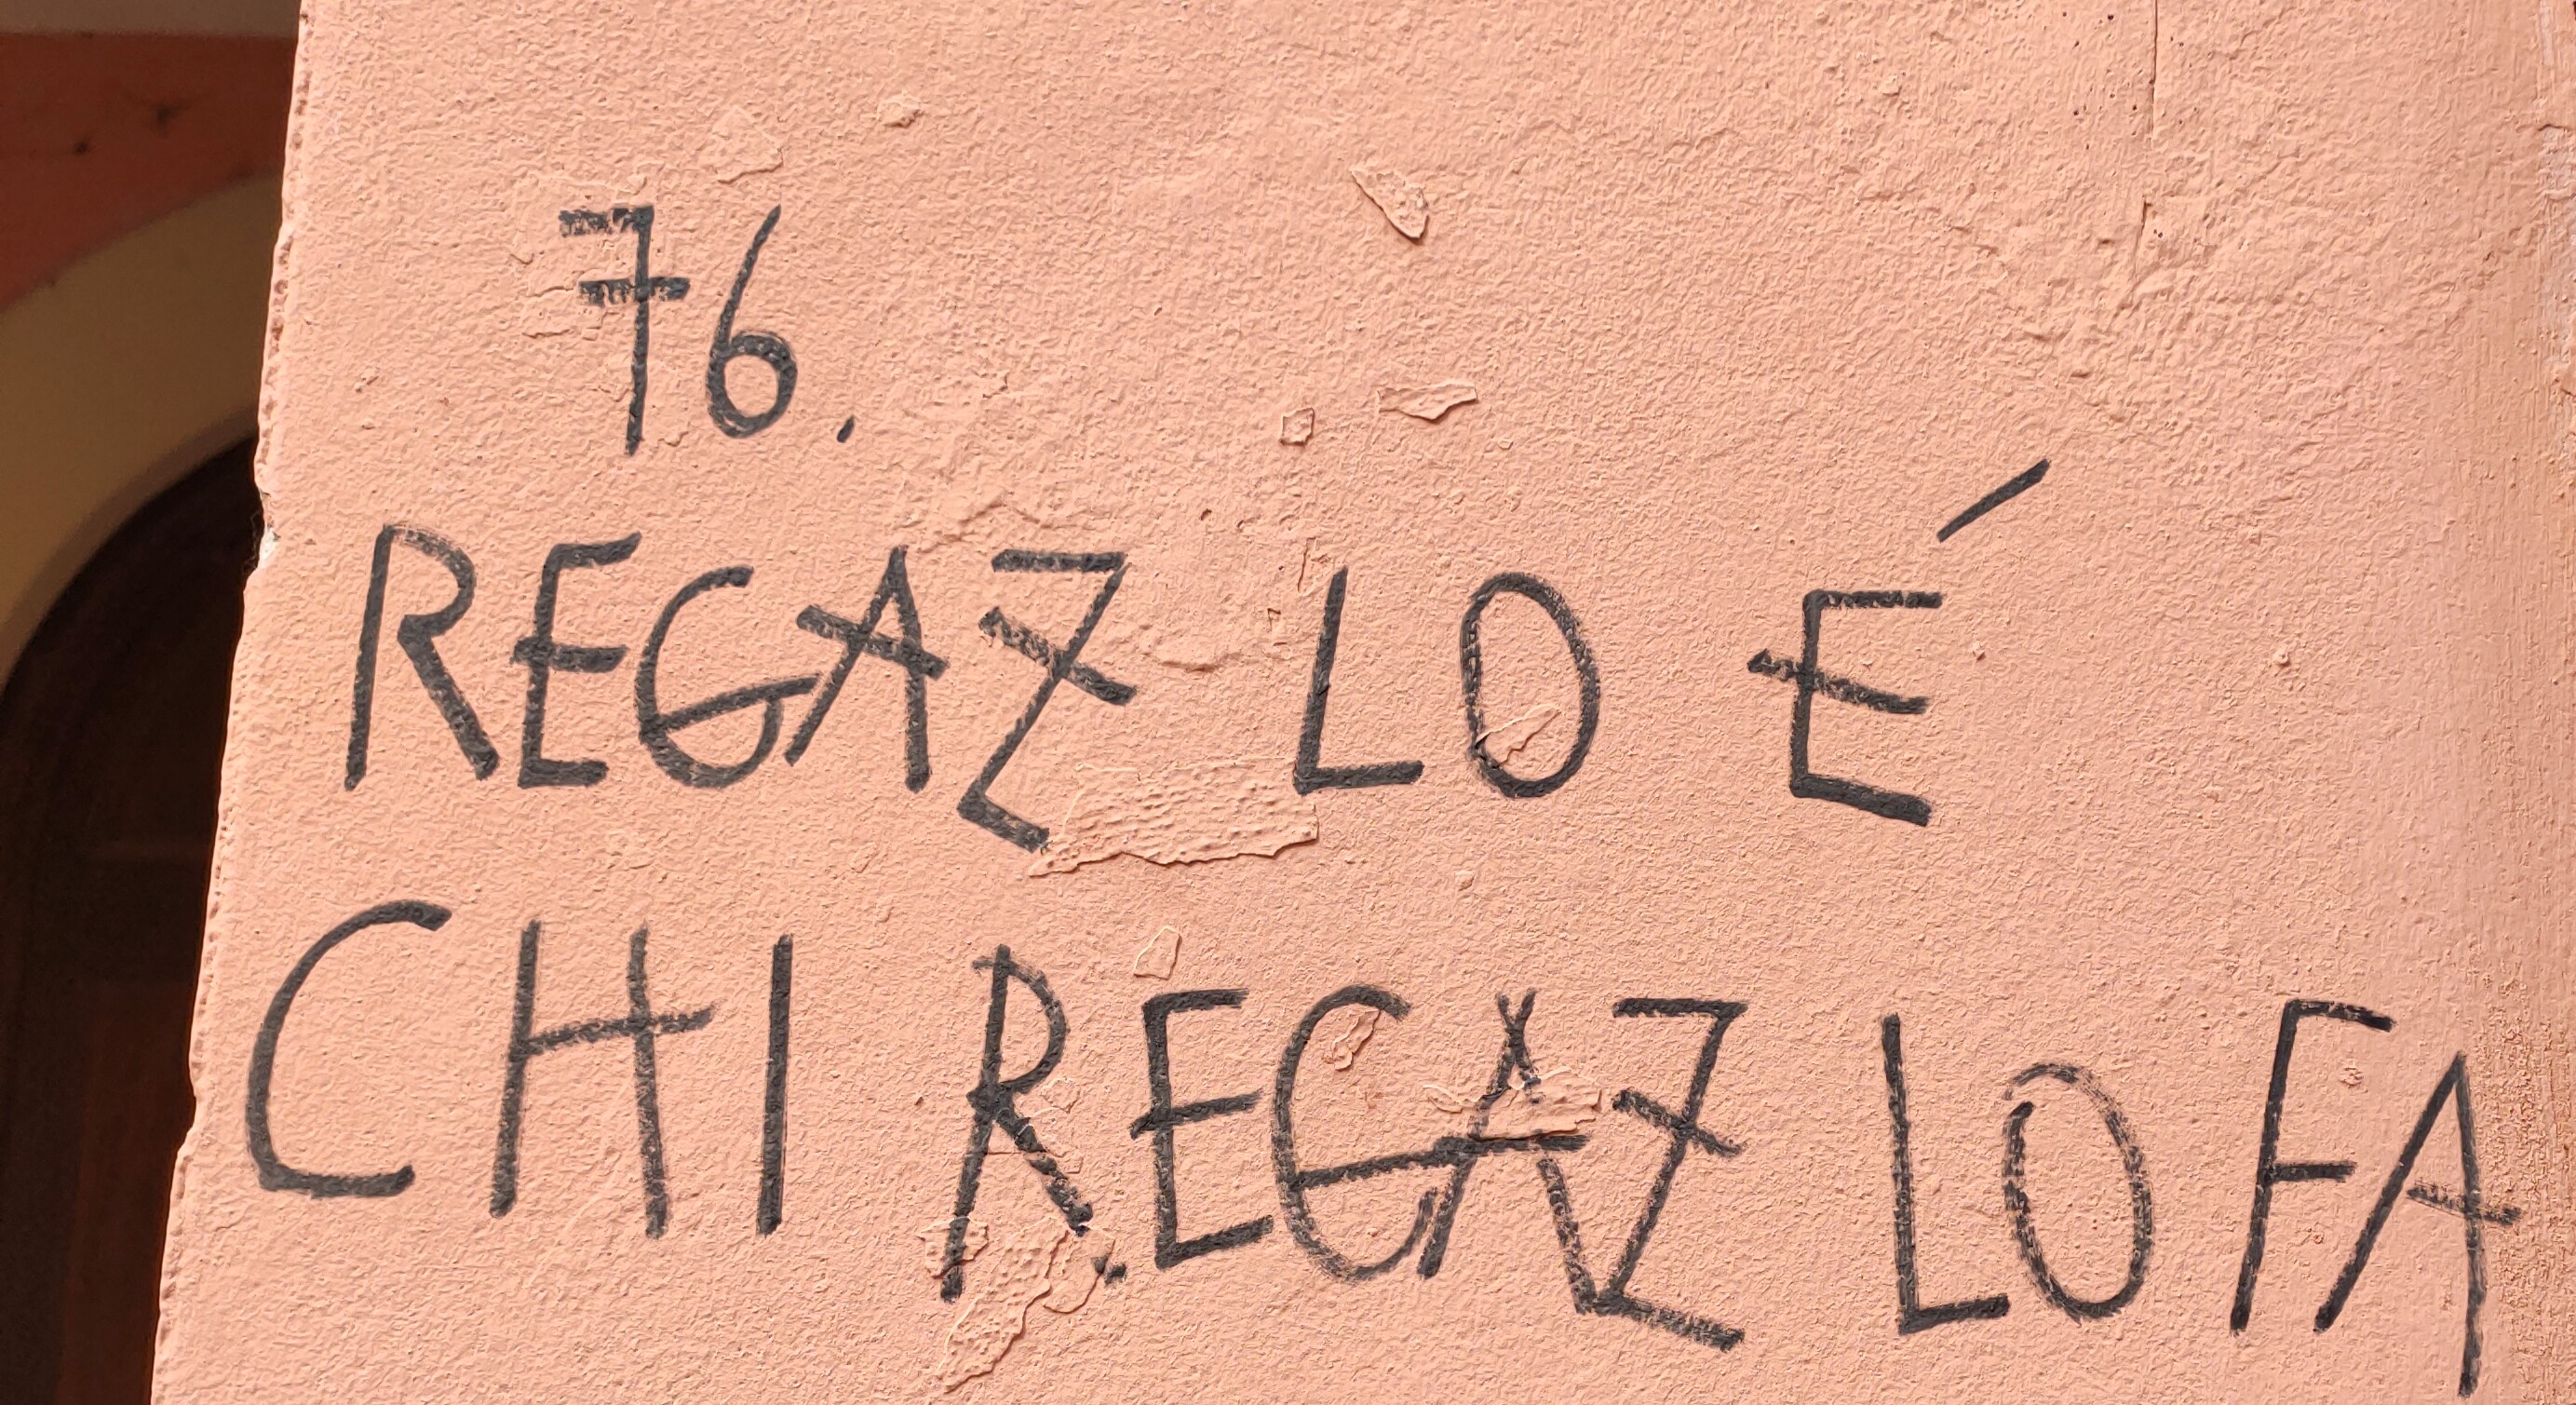 76.
REGAZ LO É
CHI REGAZ LO FA